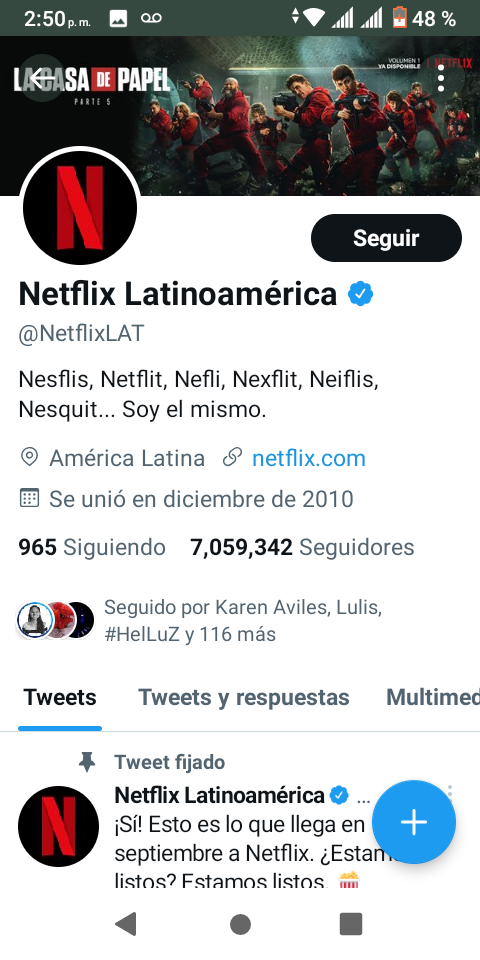 2:50 p. m. 48 %
LA CASA DE PAPEL
PARTE 5
VOLUMEN 1
YA DISPONIBLE
NETFLIX
N
Seguir
Netflix Latinoamérica
@NetflixLAT
Nesflis, Netflit, Nefli, Nexflit, Neiflis,
Nesquit... Soy el mismo.
América Latina netflix.com
Se unió en diciembre de 2010
965 Siguiendo 7,059,342 Seguidores
Seguido por Karen Aviles, Lulis,
#HelLuZ y 116 más
Tweets Tweets y respuestas Multimed
Tweet fijado
N
Netflix Latinoamérica ...
¡Sí! Esto es lo que llega en
septiembre a Netflix. ¿Estam
listos? Estamos listos. 🍿